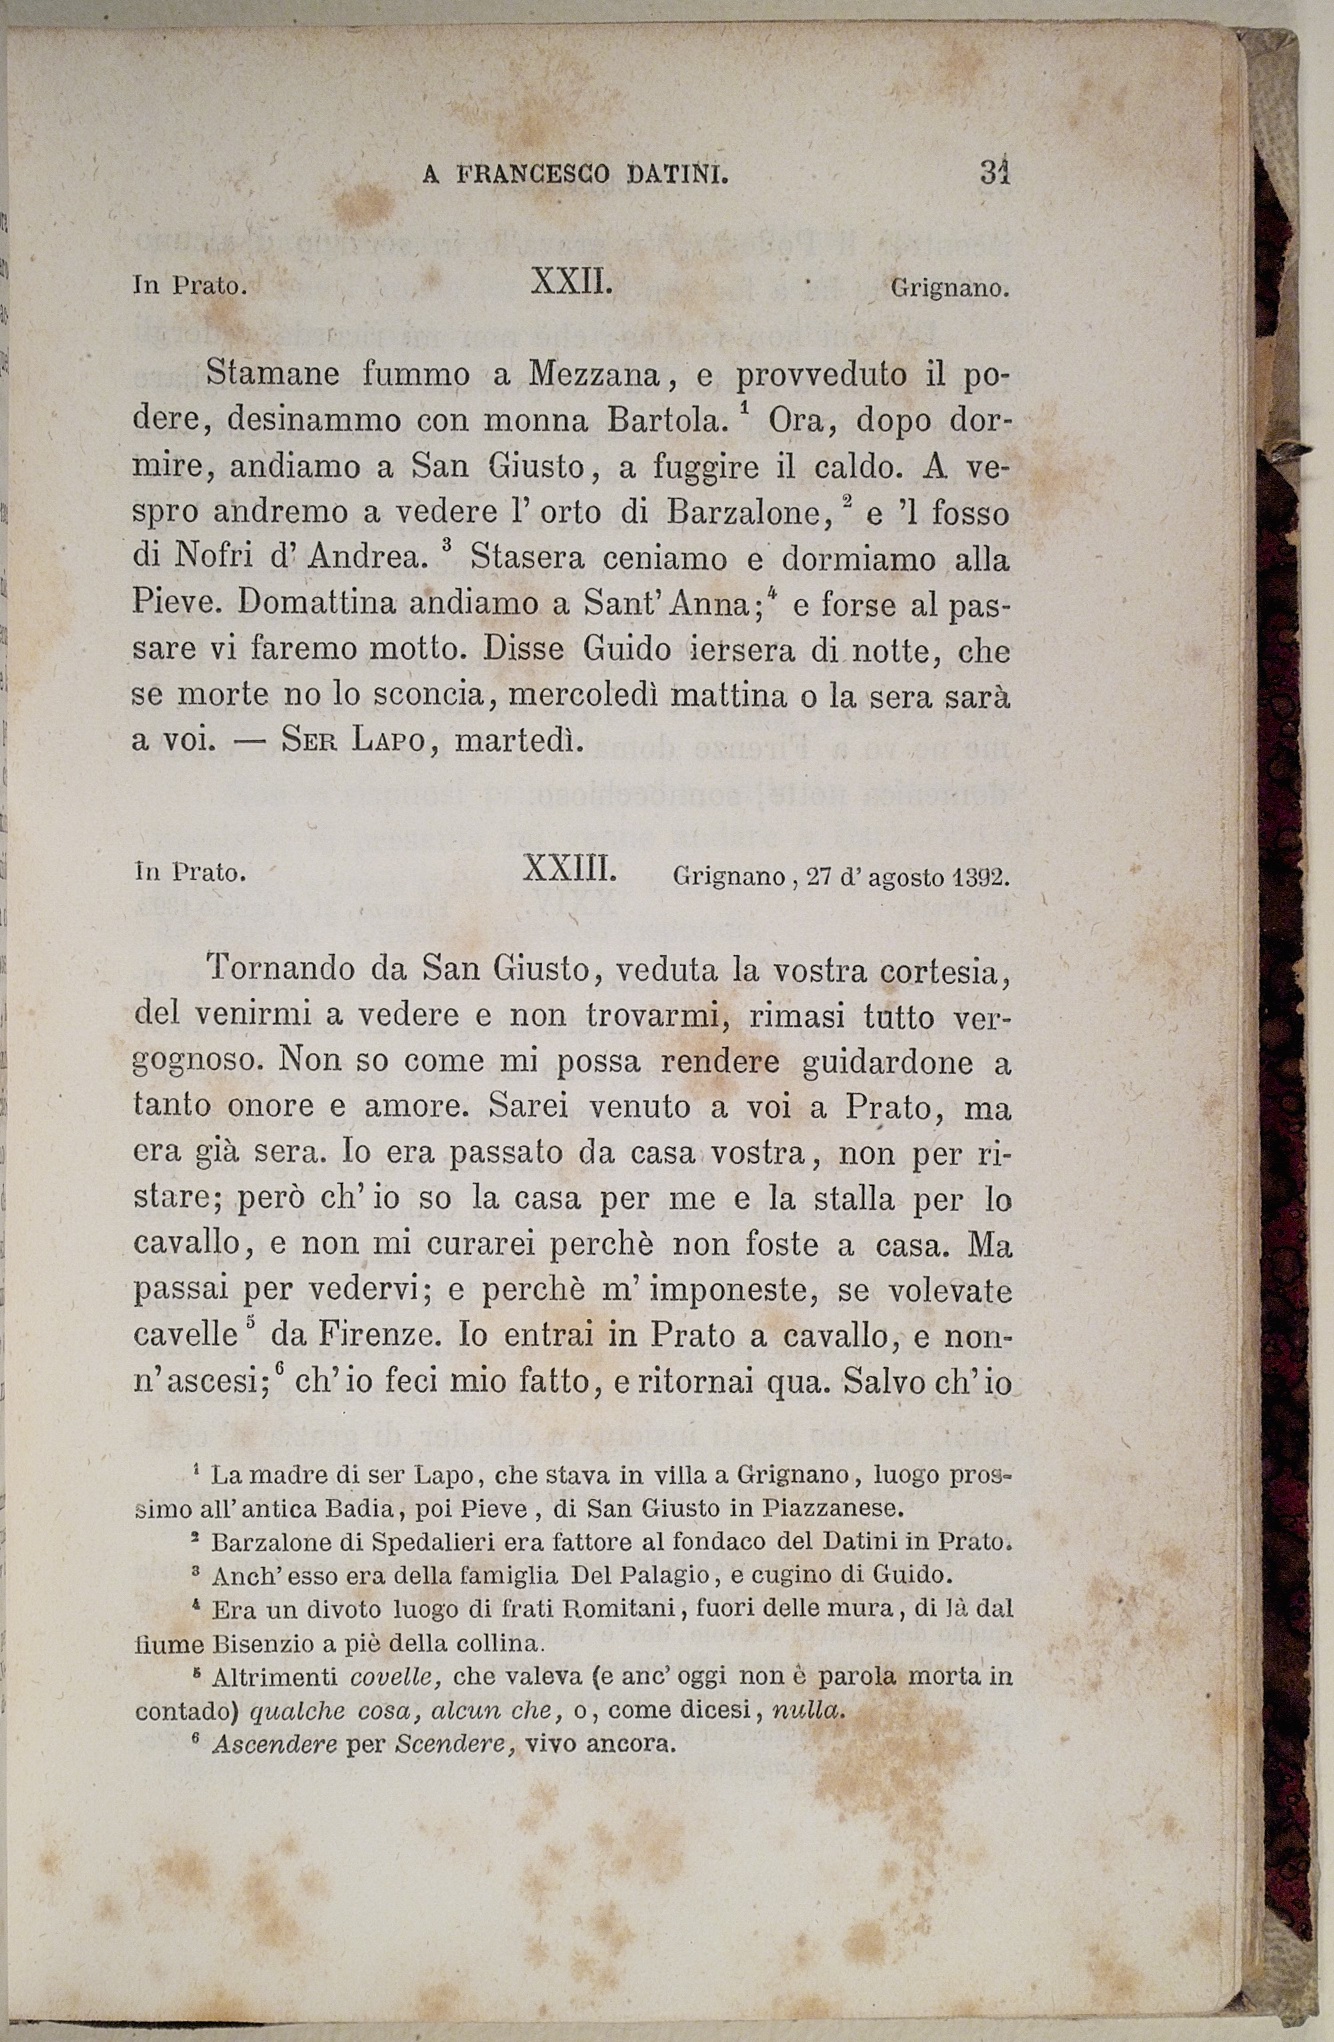 A FRANCESCO DATINI. 31
In Prato. XXII. Grignano.
Stamane fummo a Mezzana, e provveduto il po-
dere, desinammo con monna Bartola. ¹ Ora, dopo dor-
mire, andiamo a San Giusto, a fuggire il caldo. A ve-
spro andremo a vedere l' orto di Barzalone, ² e 'l fosso
di Nofri d' Andrea. ³ Stasera ceniamo e dormiamo alla
Pieve. Domattina andiamo a Sant' Anna;⁴ e forse al pas-
sare vi faremo motto. Disse Guido iersera di notte, che
se morte no lo sconcia, mercoledì mattina o la sera sarà
a voi. — SER LAPO, martedì.
In Prato. XXIII. Grignano, 27 d' agosto 1392.
Tornando da San Giusto, veduta la vostra cortesia,
del venirmi a vedere e non trovarmi, rimasi tutto ver-
gognoso. Non so come mi possa rendere guidardone a
tanto onore e amore. Sarei venuto a voi a Prato, ma
era già sera. Io era passato da casa vostra, non per ri-
stare; però ch' io so la casa per me e la stalla per lo
cavallo, e non mi curarei perchè non foste a casa. Ma
passai per vedervi; e perchè m' imponeste, se volevate
cavelle ⁵ da Firenze. Io entrai in Prato a cavallo, e non-
n' ascesi;⁶ ch' io feci mio fatto, e ritornai qua. Salvo ch' io
¹ La madre di ser Lapo, che stava in villa a Grignano, luogo pros-
simo all' antica Badia, poi Pieve, di San Giusto in Piazzanese.
² Barzalone di Spedalieri era fattore al fondaco del Datini in Prato.
³ Anch' esso era della famiglia Del Palagio, e cugino di Guido.
⁴ Era un divoto luogo di frati Romitani, fuori delle mura, di là dal
fiume Bisenzio a piè della collina.
⁵ Altrimenti covelle, che valeva (e anc' oggi non è parola morta in
contado) qualche cosa, alcun che, o, come dicesi, nulla.
⁶ Ascendere per Scendere, vivo ancora.